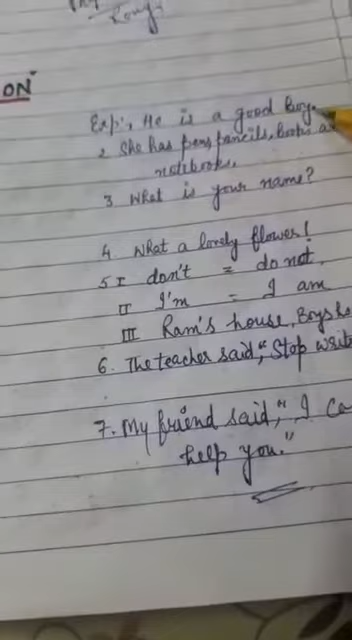 ON"
Exp:, He is a good Boy.
2 She has pens, pencils, Books a
notebooks.
3 What is your name?
4. What a lovely flower!
5 I don't = do not.
II I'm = I am
III Ram's house, Boys ho
6. The teacher said, "Stop writi
7. My friend said, "I ca
help you."